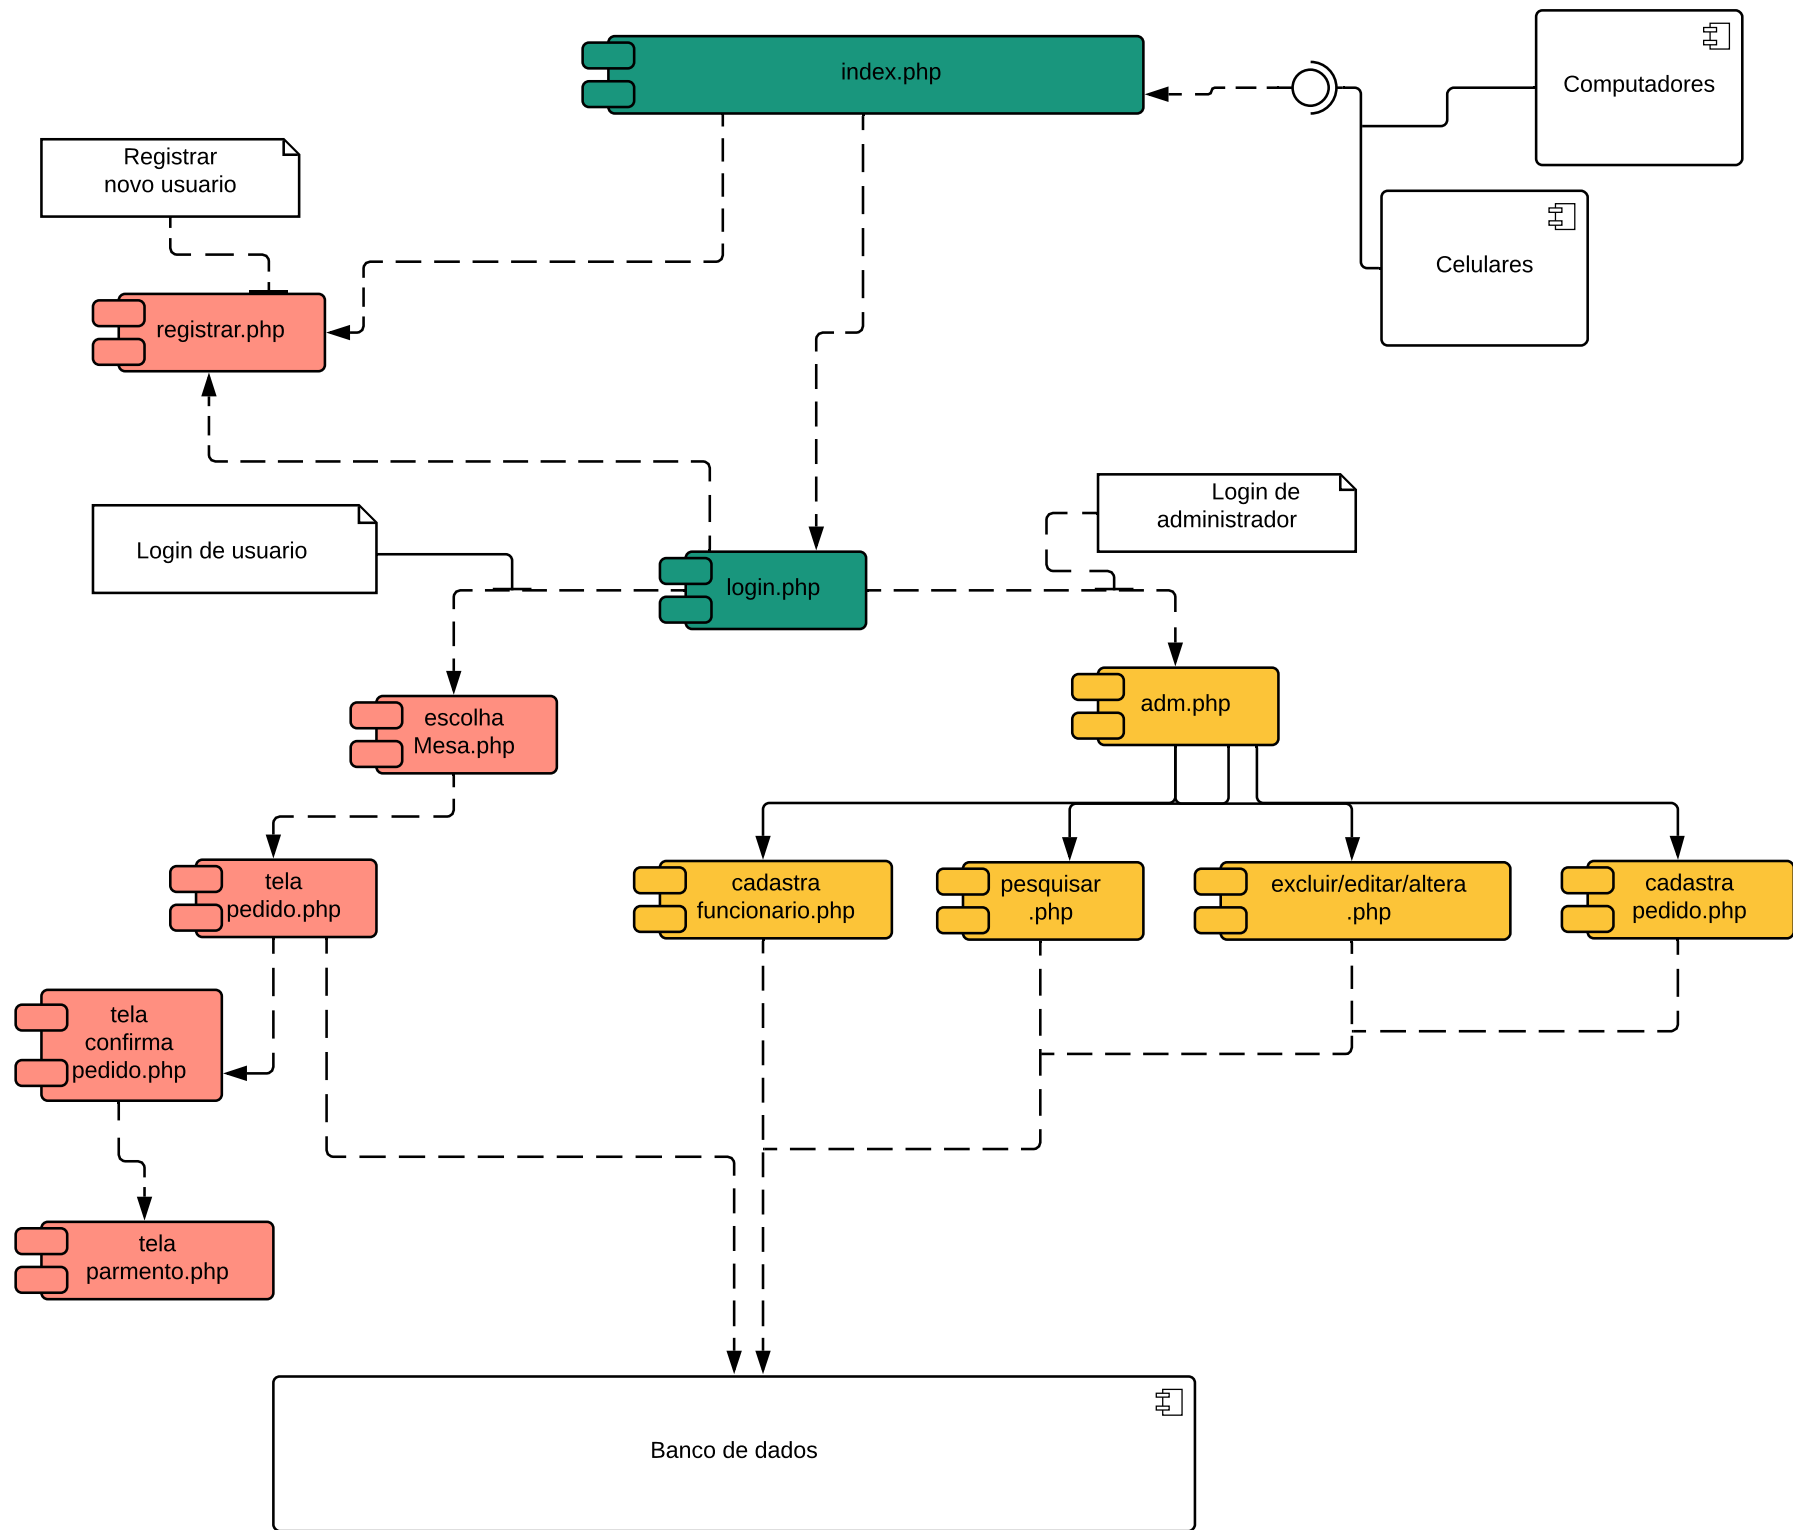 index.php
Computadores
Registrar
novo usuario
Celulares
registrar.php
Login de
administrador
Login de usuario
login.php
escolha
Mesa.php
adm.php
tela
pedido.php
cadastra
funcionario.php
pesquisar
.php
excluir/editar/altera
.php
cadastra
pedido.php
tela
confirma
pedido.php
tela
parmento.php
Banco de dados